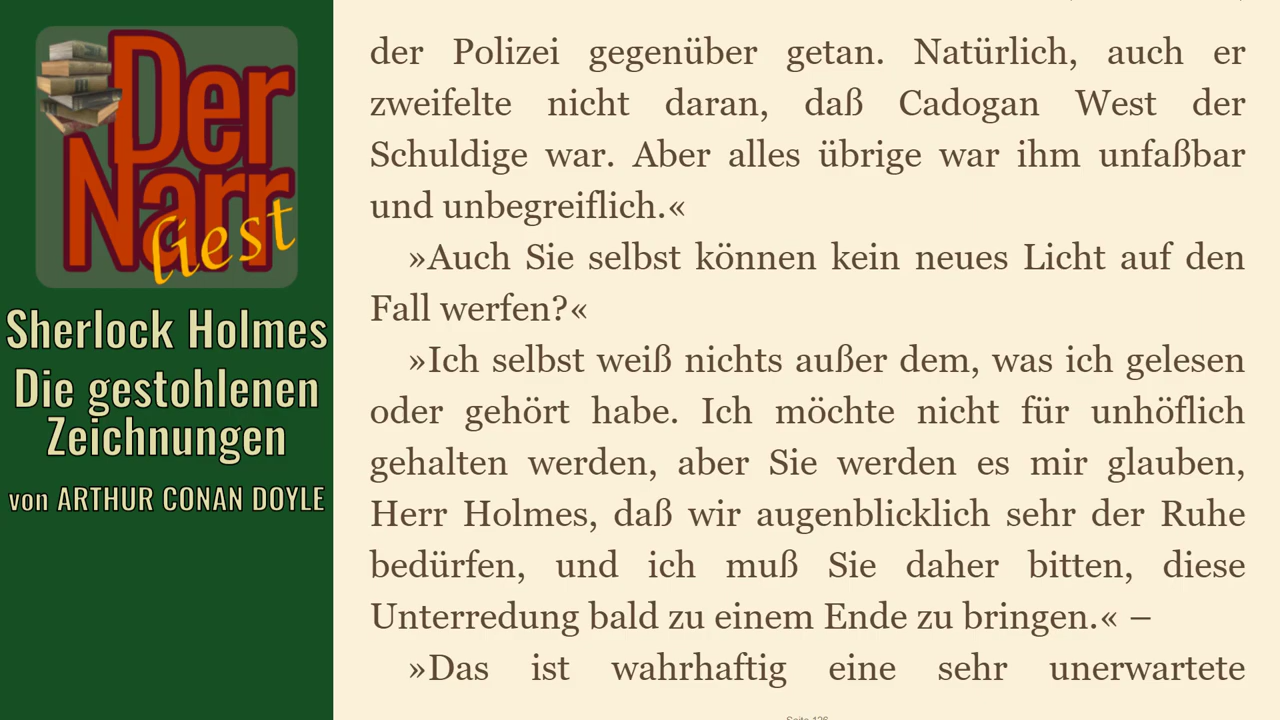 Der
Narr
liest
Sherlock Holmes
Die gestohlenen
Zeichnungen
von ARTHUR CONAN DOYLE
der Polizei gegenüber getan. Natürlich, auch er
zweifelte nicht daran, daß Cadogan West der
Schuldige war. Aber alles übrige war ihm unfaßbar
und unbegreiflich.«
»Auch Sie selbst können kein neues Licht auf den
Fall werfen?«
»Ich selbst weiß nichts außer dem, was ich gelesen
oder gehört habe. Ich möchte nicht für unhöflich
gehalten werden, aber Sie werden es mir glauben,
Herr Holmes, daß wir augenblicklich sehr der Ruhe
bedürfen, und ich muß Sie daher bitten, diese
Unterredung bald zu einem Ende zu bringen.« –
»Das ist wahrhaftig eine sehr unerwartete